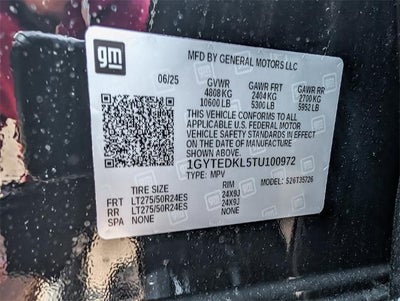 gm
MFD BY GENERAL MOTORS LLC
06/25 GVWR GAWR FRT GAWR RR
4808 KG 2404 KG 2700 KG
10600 LB 5300 LB 5952 LB
THIS VEHICLE CONFORMS TO ALL
APPLICABLE U.S. FEDERAL MOTOR
VEHICLE SAFETY STANDARDS IN EFFECT
ON THE DATE OF MANUFACTURE
SHOWN ABOVE.
1GYTEDKL5TU100972
TYPE: MPV MODEL: S26T35726
TIRE SIZE RIM
FRT LT275/50R24ES 24X9J
RR LT275/50R24ES 24X9J
SPA NONE NONE